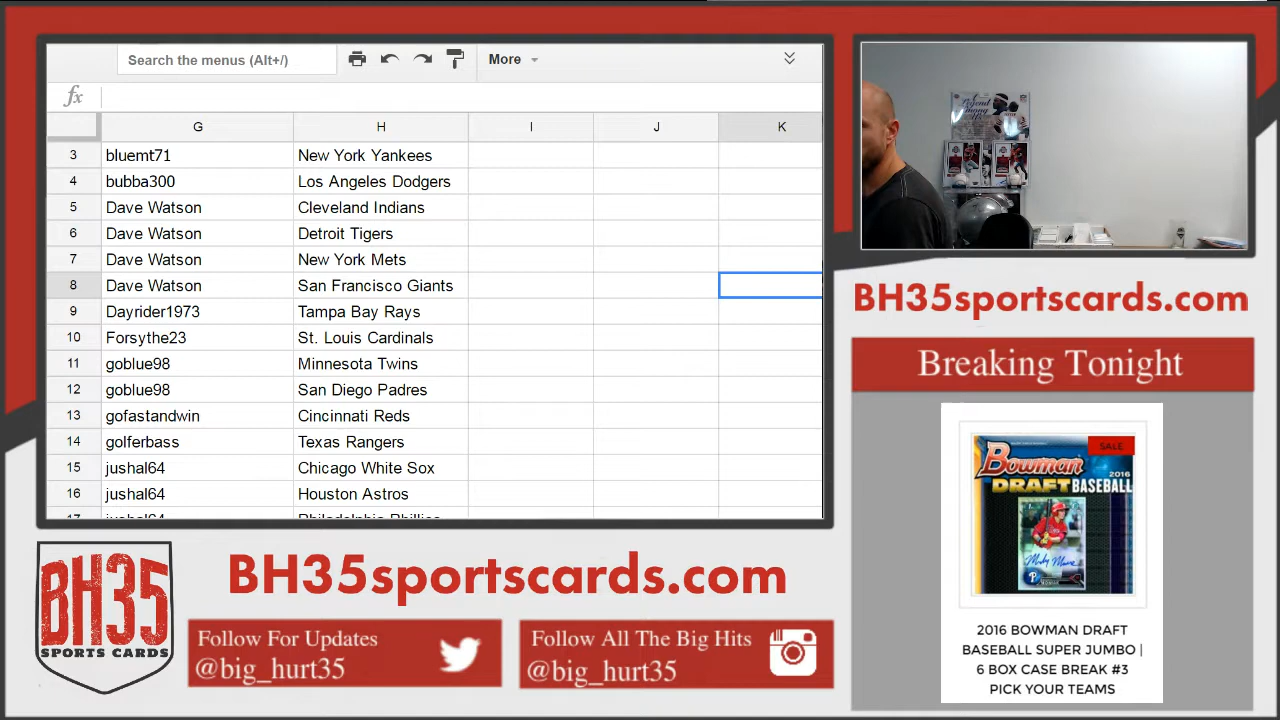 Search the menus (Alt+/)
More
fx
G H I J K
3 bluemt71 New York Yankees
4 bubba300 Los Angeles Dodgers
5 Dave Watson Cleveland Indians
6 Dave Watson Detroit Tigers
7 Dave Watson New York Mets
8 Dave Watson San Francisco Giants
9 Dayrider1973 Tampa Bay Rays
10 Forsythe23 St. Louis Cardinals
11 goblue98 Minnesota Twins
12 goblue98 San Diego Padres
13 gofastandwin Cincinnati Reds
14 golferbass Texas Rangers
15 jushal64 Chicago White Sox
16 jushal64 Houston Astros
17 jushal64 Philadelphia Phillies
BH35
SPORTS CARDS
BH35sportscards.com
Follow For Updates
@big_hurt35
Follow All The Big Hits
@big_hurt35
Legend
BH35sportscards.com
Breaking Tonight
SALE
Bowman
2016
DRAFT BASEBALL
2016 BOWMAN DRAFT
BASEBALL SUPER JUMBO |
6 BOX CASE BREAK #3
PICK YOUR TEAMS